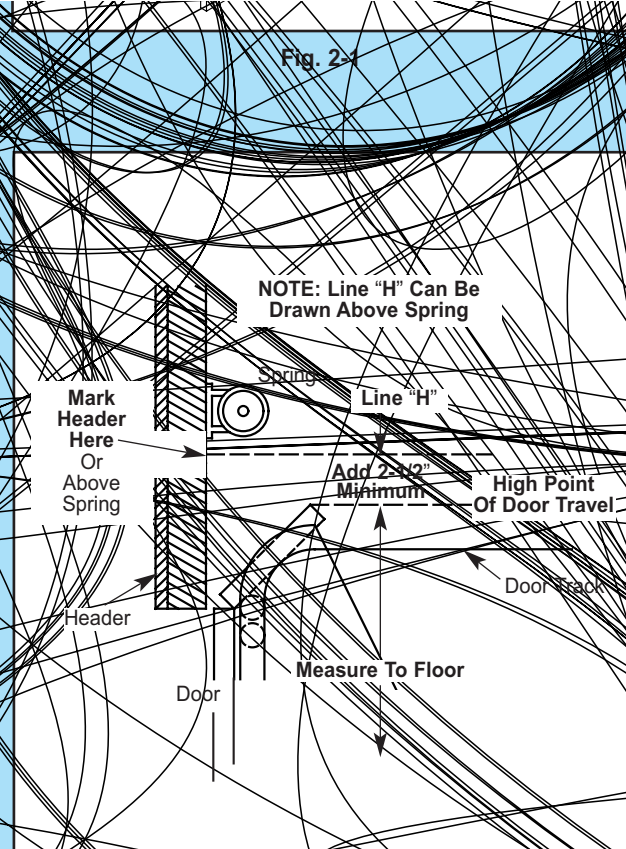 Fig. 2-1
NOTE: Line “H” Can Be
Drawn Above Spring
Spring
Mark
Header
Here
Or
Above
Spring
Line “H”
Add 2-1/2”
Minimum
High Point
Of Door Travel
Door Track
Header
Measure To Floor
Door